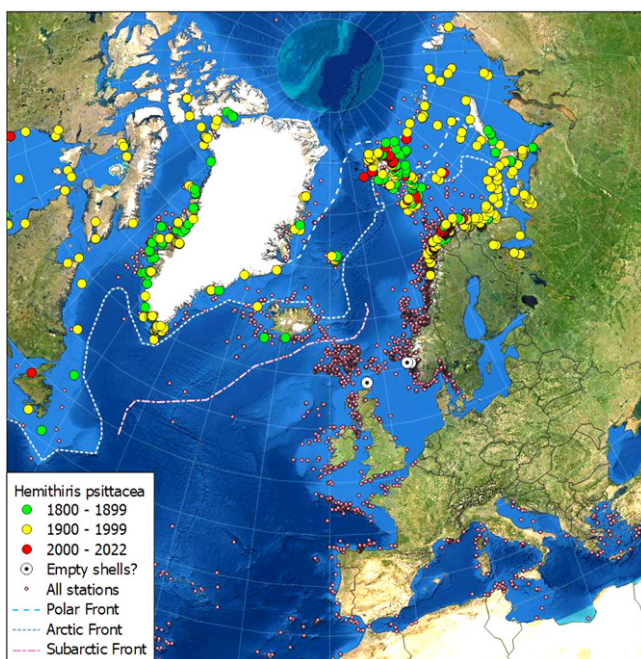 Hemithiris psittacea
1800 - 1899
1900 - 1999
2000 - 2022
Empty shells?
All stations
Polar Front
Arctic Front
Subarctic Front